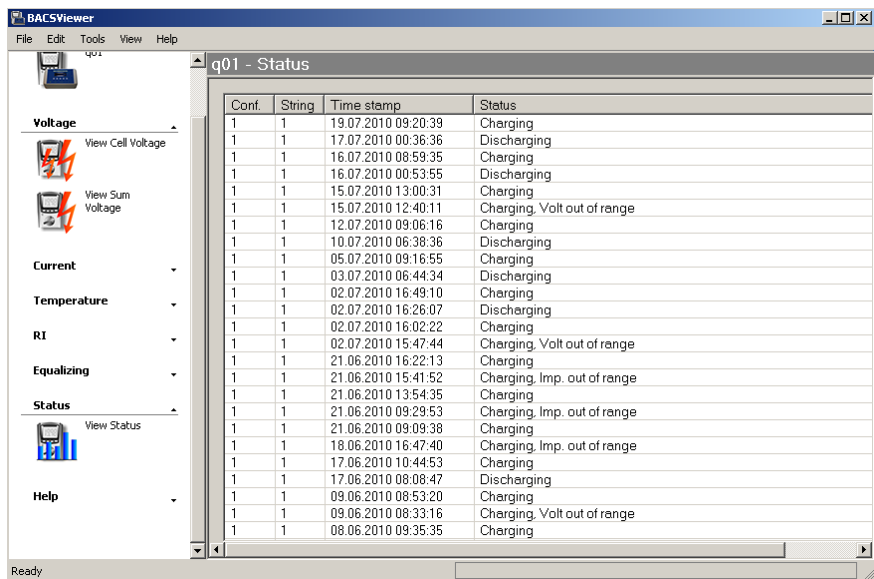 BACSViewer
File Edit Tools View Help
q01
q01 - Status
Voltage
View Cell Voltage
View Sum
Voltage
Current
Temperature
RI
Equalizing
Status
View Status
Help
Conf. String Time stamp Status
1 1 19.07.2010 09:20:39 Charging
1 1 17.07.2010 00:36:36 Discharging
1 1 16.07.2010 08:59:35 Charging
1 1 16.07.2010 00:53:55 Discharging
1 1 15.07.2010 13:00:31 Charging
1 1 15.07.2010 12:40:11 Charging, Volt out of range
1 1 12.07.2010 09:06:16 Charging
1 1 10.07.2010 06:38:36 Discharging
1 1 05.07.2010 09:16:55 Charging
1 1 03.07.2010 06:44:34 Discharging
1 1 02.07.2010 16:49:10 Charging
1 1 02.07.2010 16:26:07 Discharging
1 1 02.07.2010 16:02:22 Charging
1 1 02.07.2010 15:47:44 Charging, Volt out of range
1 1 21.06.2010 16:22:13 Charging
1 1 21.06.2010 15:41:52 Charging, Imp. out of range
1 1 21.06.2010 13:54:35 Charging
1 1 21.06.2010 09:29:53 Charging, Imp. out of range
1 1 21.06.2010 09:09:38 Charging
1 1 18.06.2010 16:47:40 Charging, Imp. out of range
1 1 17.06.2010 10:44:53 Charging
1 1 17.06.2010 08:08:47 Discharging
1 1 09.06.2010 08:53:20 Charging
1 1 09.06.2010 08:33:16 Charging, Volt out of range
1 1 08.06.2010 09:35:35 Charging
Ready